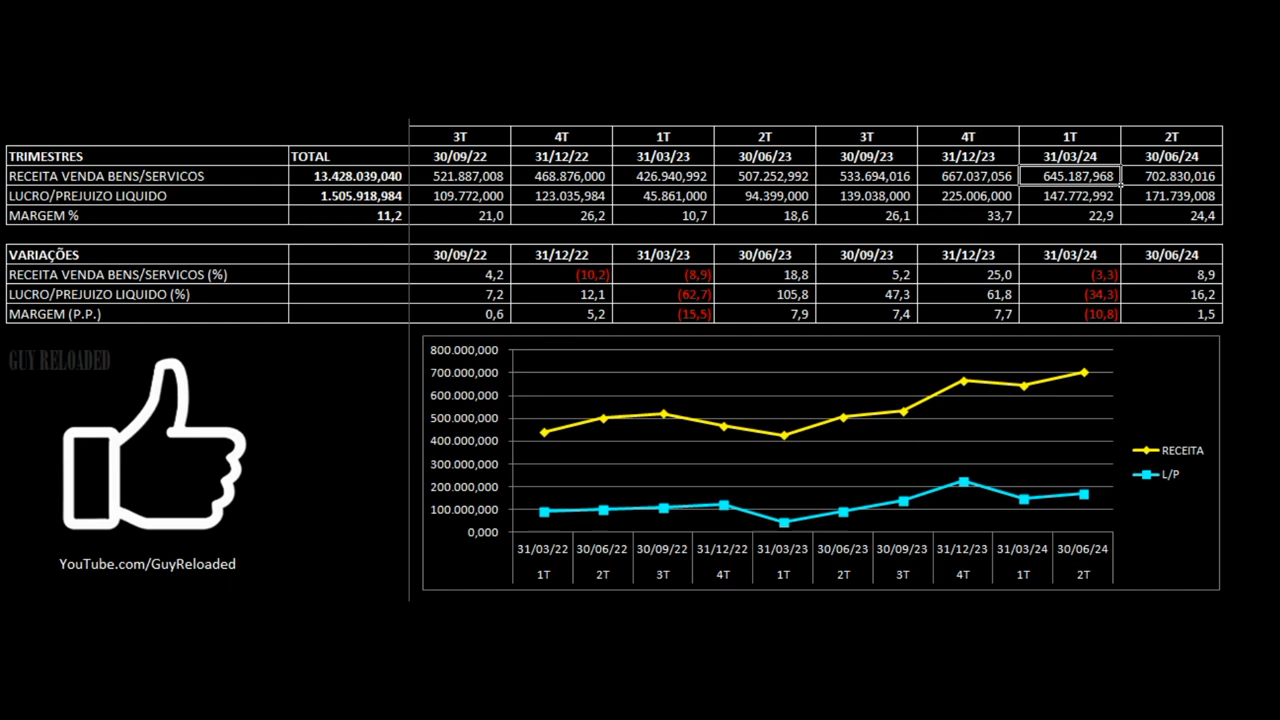 3T 4T 1T 2T 3T 4T 1T 2T
TRIMESTRES TOTAL 30/09/22 31/12/22 31/03/23 30/06/23 30/09/23 31/12/23 31/03/24 30/06/24
RECEITA VENDA BENS/SERVICOS 13.428.039,040 521.887,008 468.876,000 426.940,992 507.252,992 533.694,016 667.037,056 645.187,968 702.830,016
LUCRO/PREJUIZO LIQUIDO 1.505.918,984 109.772,000 123.035,984 45.861,000 94.399,000 139.038,000 225.006,000 147.772,992 171.739,008
MARGEM % 11,2 21,0 26,2 10,7 18,6 26,1 33,7 22,9 24,4
VARIAÇÕES 30/09/22 31/12/22 31/03/23 30/06/23 30/09/23 31/12/23 31/03/24 30/06/24
RECEITA VENDA BENS/SERVICOS (%) 4,2 (10,2) (8,9) 18,8 5,2 25,0 (3,3) 8,9
LUCRO/PREJUIZO LIQUIDO (%) 7,2 12,1 (62,7) 105,8 47,3 61,8 (34,3) 16,2
MARGEM (P.P.) 0,6 5,2 (15,5) 7,9 7,4 7,7 (10,8) 1,5
GUY RELOADED
YouTube.com/GuyReloaded
800.000,000
700.000,000
600.000,000
500.000,000
400.000,000
300.000,000
200.000,000
100.000,000
0,000
31/03/22 30/06/22 30/09/22 31/12/22 31/03/23 30/06/23 30/09/23 31/12/23 31/03/24 30/06/24
1T 2T 3T 4T 1T 2T 3T 4T 1T 2T
RECEITA
L/P